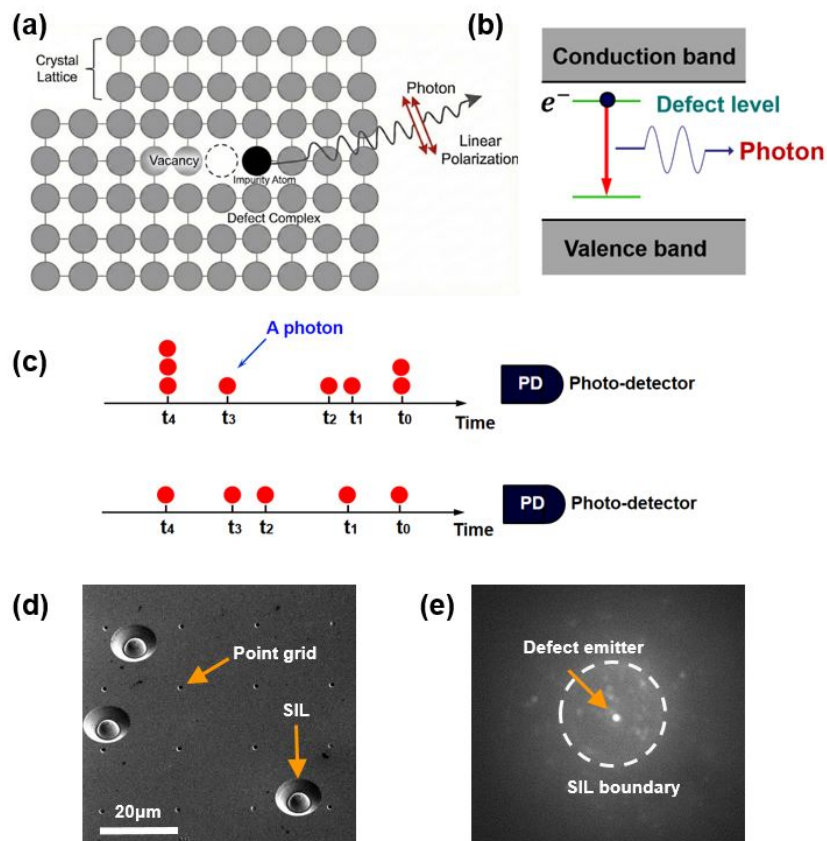 (a)
Crystal
Lattice
Vacancy
Impurity Atom
Defect Complex
Photon
Linear
Polarization
(b)
Conduction band
e⁻
Defect level
Photon
Valence band
(c)
A photon
t₄ t₃ t₂ t₁ t₀
Time
PD
Photo-detector
t₄ t₃ t₂ t₁ t₀
Time
PD
Photo-detector
(d)
Point grid
SIL
20μm
(e)
Defect emitter
SIL boundary